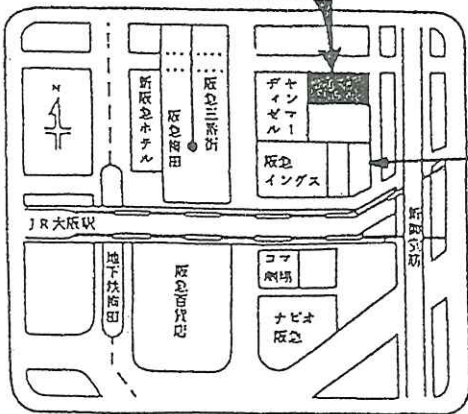 N
新阪急ホテル
阪急梅田
阪急三番街
ヤンマー
ディゼル
阪急
イングス
JR大阪駅
地下鉄梅田
阪急百貨店
コマ
劇場
ナビオ
阪急
新御堂筋